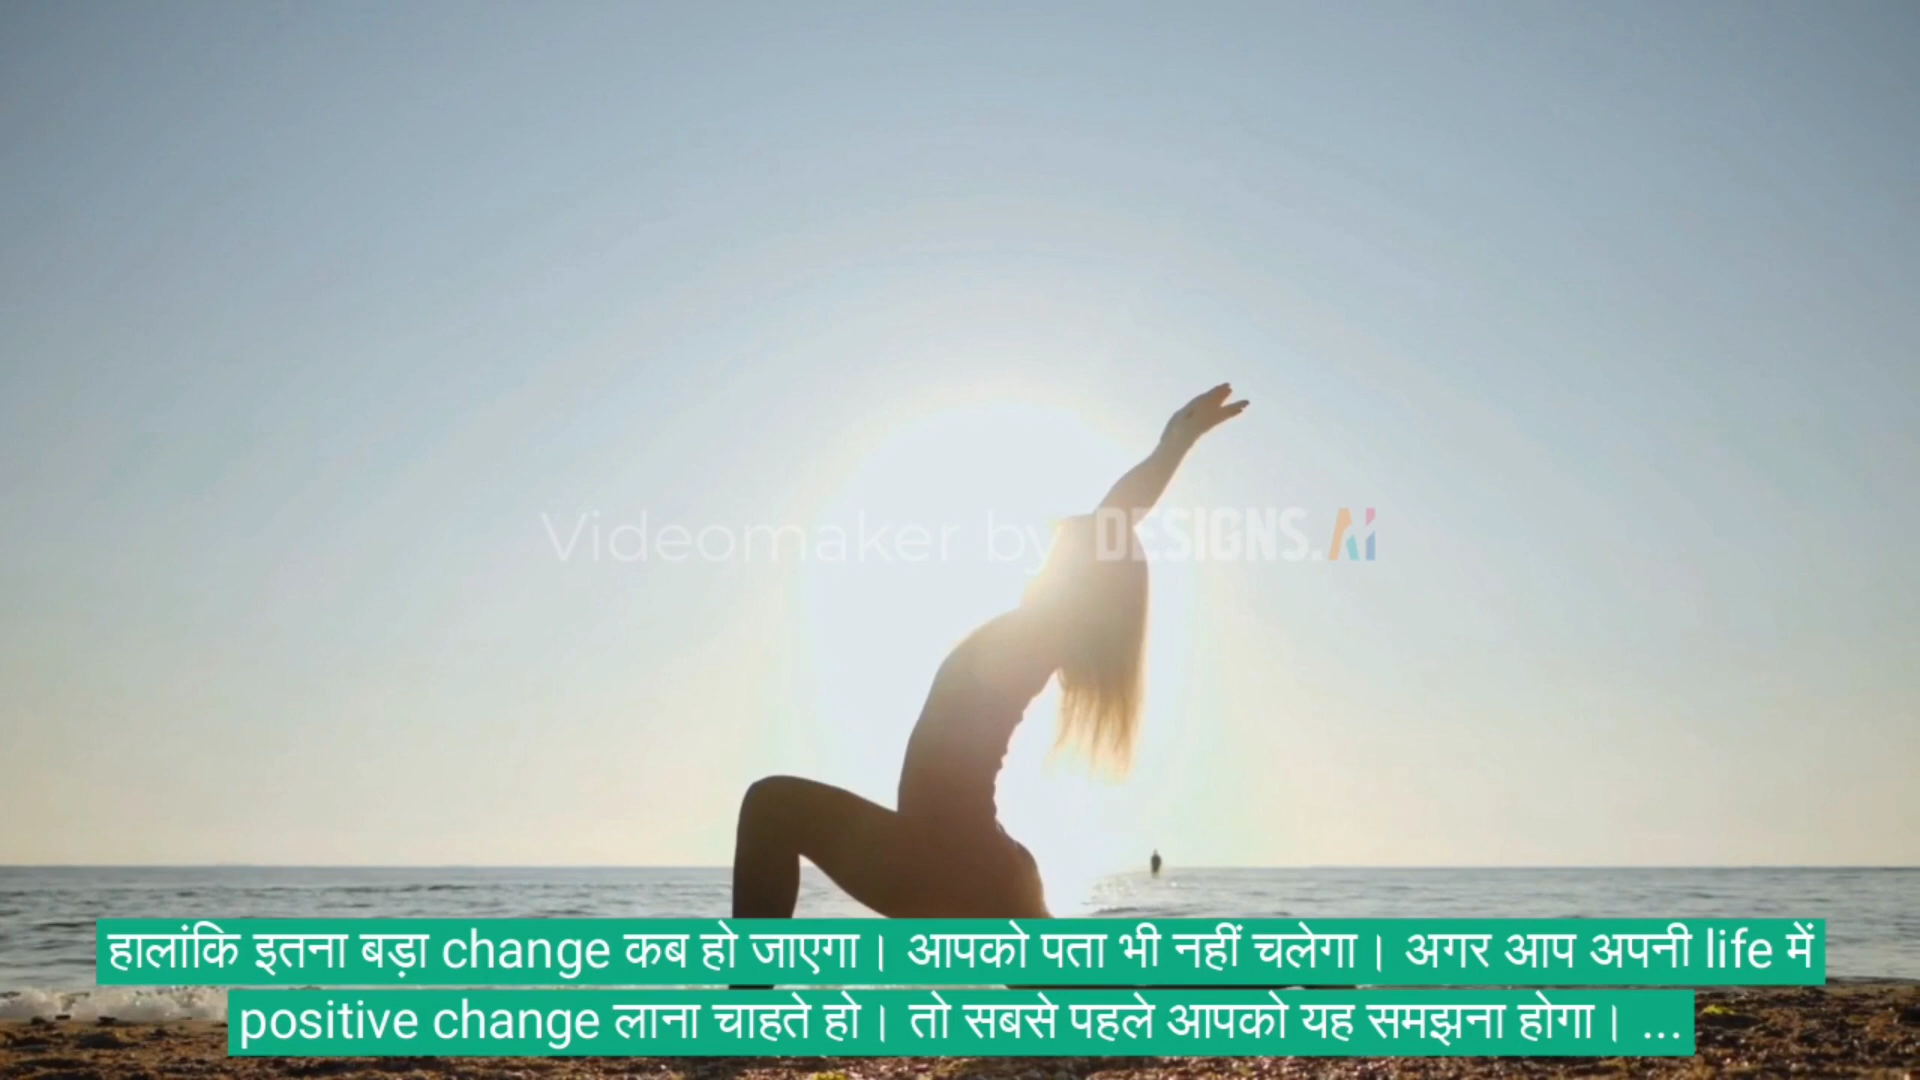 Videomaker by DESIGNS.AI
हालांकि इतना बड़ा change कब हो जाएगा। आपको पता भी नहीं चलेगा। अगर आप अपनी life में
positive change लाना चाहते हो। तो सबसे पहले आपको यह समझना होगा। ...